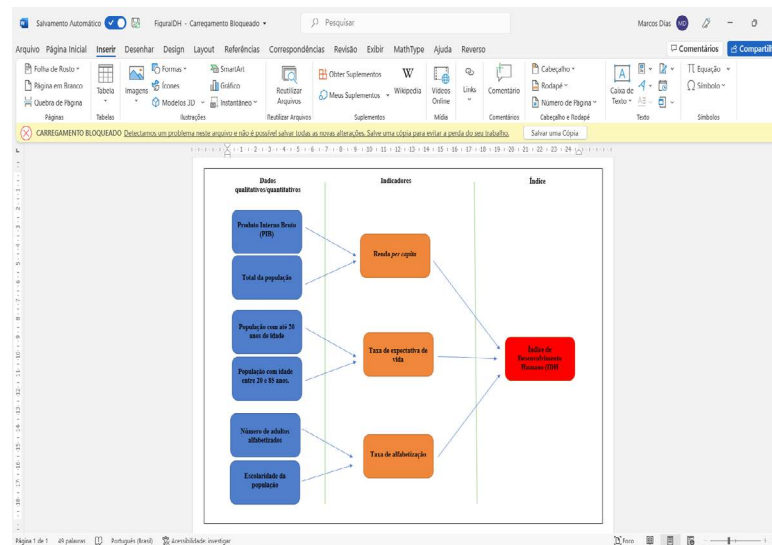 Salvamento Automático
FiguraIDH - Carregamento Bloqueado
Pesquisar
Marcos Dias
MD
Arquivo Página Inicial Inserir Desenhar Design Layout Referências Correspondências Revisão Exibir MathType Ajuda Reverso
Comentários
Compartilh
Folha de Rosto
Página em Branco
Quebra de Página
Páginas
Tabela
Tabelas
Imagens
Formas
Ícones
Modelos 3D
SmartArt
Gráfico
Instantâneo
Ilustrações
Reutilizar
Arquivos
Reutilizar Arquivos
Obter Suplementos
Meus Suplementos
Wikipedia
Suplementos
Vídeos
Online
Mídia
Links
Comentário
Comentários
Cabeçalho
Rodapé
Número de Página
Cabeçalho e Rodapé
Caixa de
Texto
Texto
Equação
Símbolo
Símbolos
CARREGAMENTO BLOQUEADO Detectamos um problema neste arquivo e não é possível salvar todas as novas alterações. Salve uma cópia para evitar a perda do seu trabalho.
Salvar uma Cópia
Dados
qualitativos/quantitativos
Indicadores
Índice
Produto Interno Bruto
(PIB)
Total da população
Renda per capita
População com até 20
anos de idade
População com idade
entre 20 e 85 anos.
Taxa de expectativa de
vida
Índice de
Desenvolvimento
Humano (IDH
Número de adultos
alfabetizados
Escolaridade da
população
Taxa de alfabetização
Página 1 de 1 49 palavras Português (Brasil) Acessibilidade: investigar
Foco